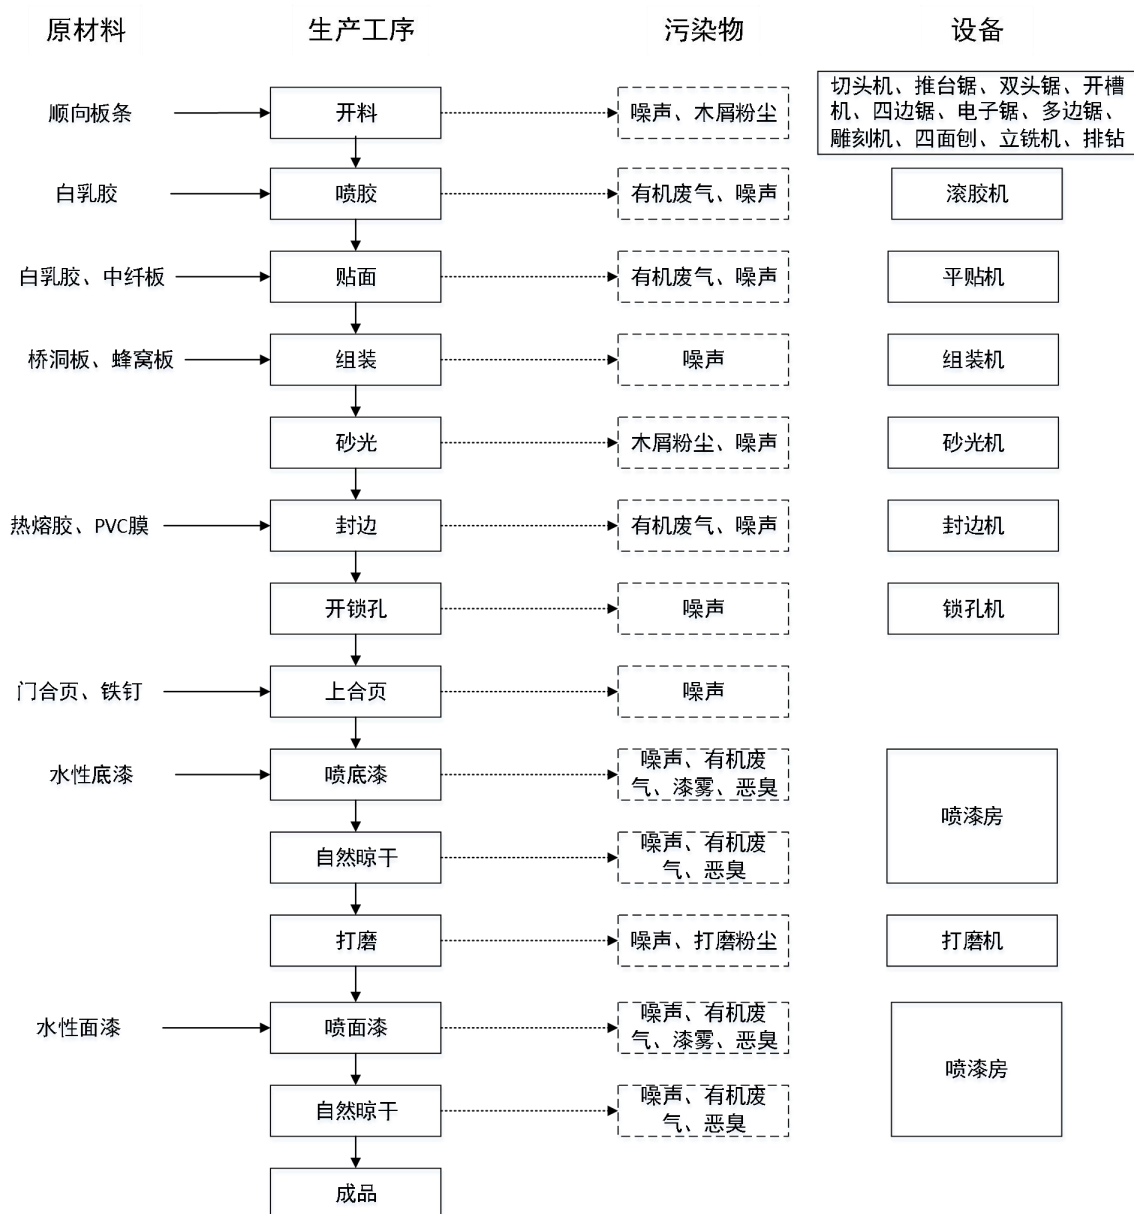 原材料 生产工序 污染物 设备
顺向板条 开料 噪声、木屑粉尘
切头机、推台锯、双头锯、开槽
机、四边锯、电子锯、多边锯、
雕刻机、四面刨、立铣机、排钻
白乳胶 喷胶 有机废气、噪声 滚胶机
白乳胶、中纤板 贴面 有机废气、噪声 平贴机
桥洞板、蜂窝板 组装 噪声 组装机
砂光 木屑粉尘、噪声 砂光机
热熔胶、PVC膜 封边 有机废气、噪声 封边机
开锁孔 噪声 锁孔机
门合页、铁钉 上合页 噪声
水性底漆 喷底漆
噪声、有机废
气、漆雾、恶臭
喷漆房
自然晾干
噪声、有机废
气、恶臭
打磨 噪声、打磨粉尘 打磨机
水性面漆 喷面漆
噪声、有机废
气、漆雾、恶臭
喷漆房
自然晾干
噪声、有机废
气、恶臭
成品